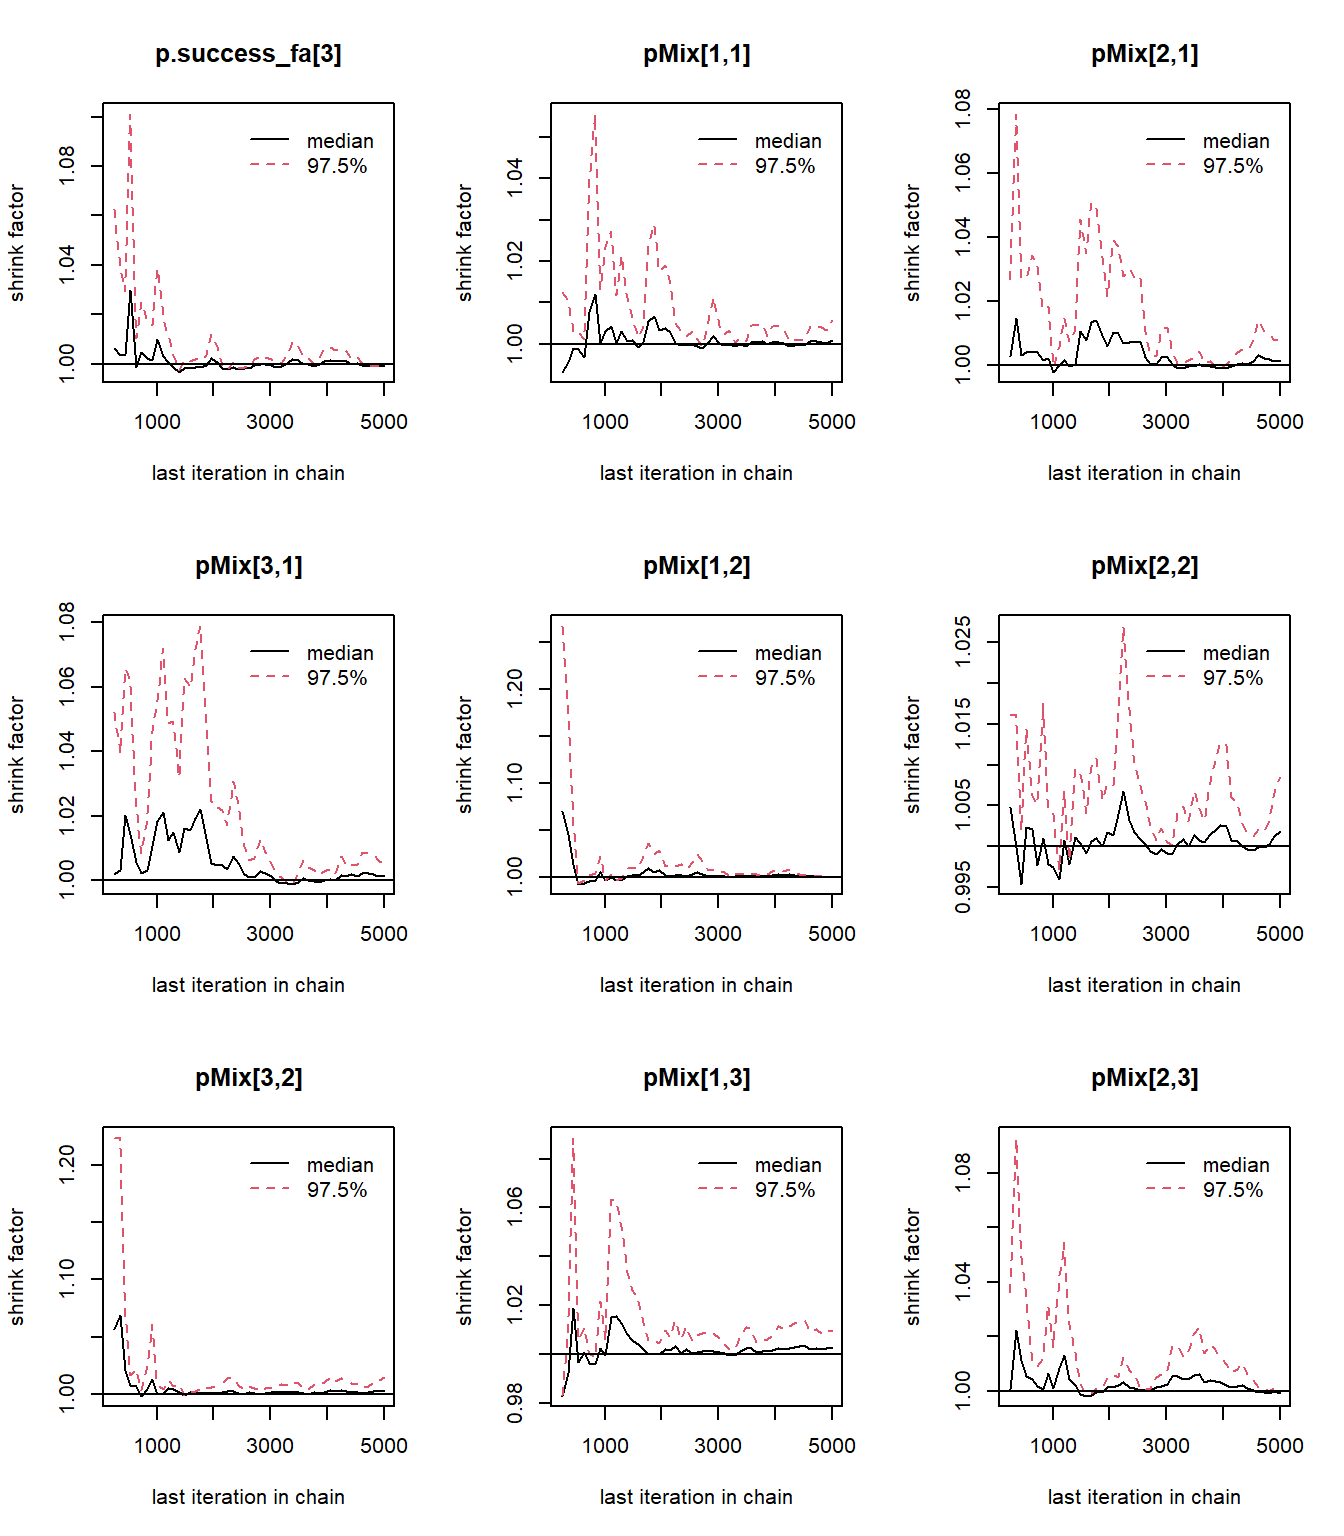 p.success_fa[3]
shrink factor
1.00 1.04 1.08
median
97.5%
1000 3000 5000
last iteration in chain
pMix[1,1]
shrink factor
1.00 1.02 1.04
median
97.5%
1000 3000 5000
last iteration in chain
pMix[2,1]
shrink factor
1.00 1.02 1.04 1.06 1.08
median
97.5%
1000 3000 5000
last iteration in chain
pMix[3,1]
shrink factor
1.00 1.02 1.04 1.06 1.08
median
97.5%
1000 3000 5000
last iteration in chain
pMix[1,2]
shrink factor
1.00 1.10 1.20
median
97.5%
1000 3000 5000
last iteration in chain
pMix[2,2]
shrink factor
0.995 1.005 1.015 1.025
median
97.5%
1000 3000 5000
last iteration in chain
pMix[3,2]
shrink factor
1.00 1.10 1.20
median
97.5%
1000 3000 5000
last iteration in chain
pMix[1,3]
shrink factor
0.98 1.02 1.06
median
97.5%
1000 3000 5000
last iteration in chain
pMix[2,3]
shrink factor
1.00 1.04 1.08
median
97.5%
1000 3000 5000
last iteration in chain